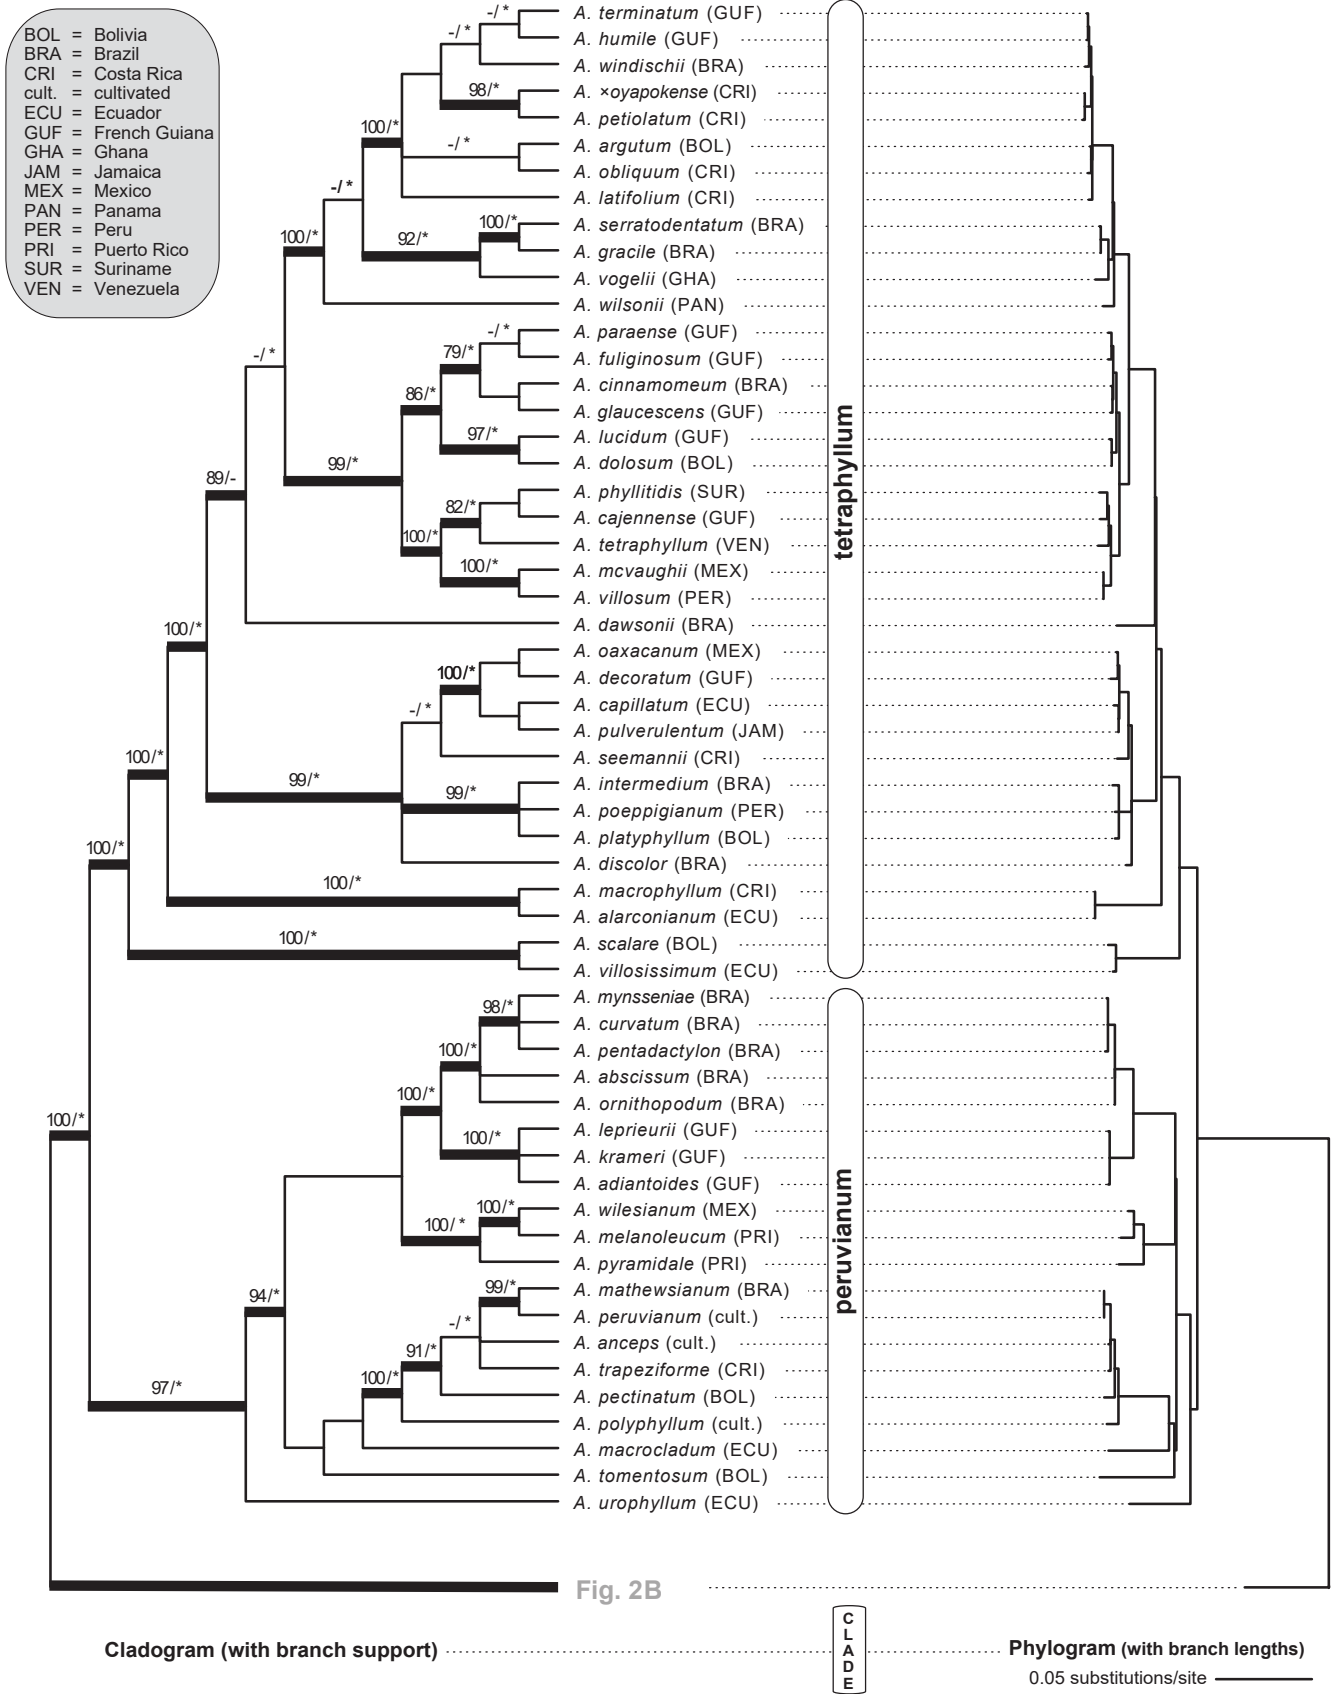 BOL = Bolivia
BRA = Brazil
CRI = Costa Rica
cult. = cultivated
ECU = Ecuador
GUF = French Guiana
GHA = Ghana
JAM = Jamaica
MEX = Mexico
PAN = Panama
PER = Peru
PRI = Puerto Rico
SUR = Suriname
VEN = Venezuela
-/ *
A. terminatum (GUF)
-/ *
A. humile (GUF)
A. windischii (BRA)
98/*
A. ×oyapokense (CRI)
A. petiolatum (CRI)
100/*
-/ *
A. argutum (BOL)
A. obliquum (CRI)
-/ *
A. latifolium (CRI)
100/*
A. serratodentatum (BRA)
100/*
92/*
A. gracile (BRA)
A. vogelii (GHA)
A. wilsonii (PAN)
-/ *
A. paraense (GUF)
-/ *
79/*
A. fuliginosum (GUF)
86/*
A. cinnamomeum (BRA)
A. glaucescens (GUF)
97/*
A. lucidum (GUF)
99/*
A. dolosum (BOL)
89/-
A. phyllitidis (SUR)
82/*
A. cajennense (GUF)
100/*
A. tetraphyllum (VEN)
100/*
A. mcvaughii (MEX)
A. villosum (PER)
100/*
A. dawsonii (BRA)
A. oaxacanum (MEX)
100/*
A. decoratum (GUF)
-/ *
A. capillatum (ECU)
A. pulverulentum (JAM)
100/*
A. seemannii (CRI)
99/*
99/*
A. intermedium (BRA)
A. poeppigianum (PER)
100/*
A. platyphyllum (BOL)
A. discolor (BRA)
100/*
A. macrophyllum (CRI)
A. alarconianum (ECU)
100/*
A. scalare (BOL)
A. villosissimum (ECU)
tetraphyllum
98/*
A. mynsseniae (BRA)
A. curvatum (BRA)
100/*
A. pentadactylon (BRA)
A. abscissum (BRA)
100/*
A. ornithopodum (BRA)
100/*
100/*
A. leprieurii (GUF)
A. krameri (GUF)
A. adiantoides (GUF)
100/*
A. wilesianum (MEX)
100/*
A. melanoleucum (PRI)
A. pyramidale (PRI)
94/*
99/*
A. mathewsianum (BRA)
-/ *
A. peruvianum (cult.)
91/*
A. anceps (cult.)
100/*
A. trapeziforme (CRI)
97/*
A. pectinatum (BOL)
A. polyphyllum (cult.)
A. macrocladum (ECU)
A. tomentosum (BOL)
A. urophyllum (ECU)
peruvianum
Fig. 2B
Cladogram (with branch support)
CLADE
Phylogram (with branch lengths)
0.05 substitutions/site